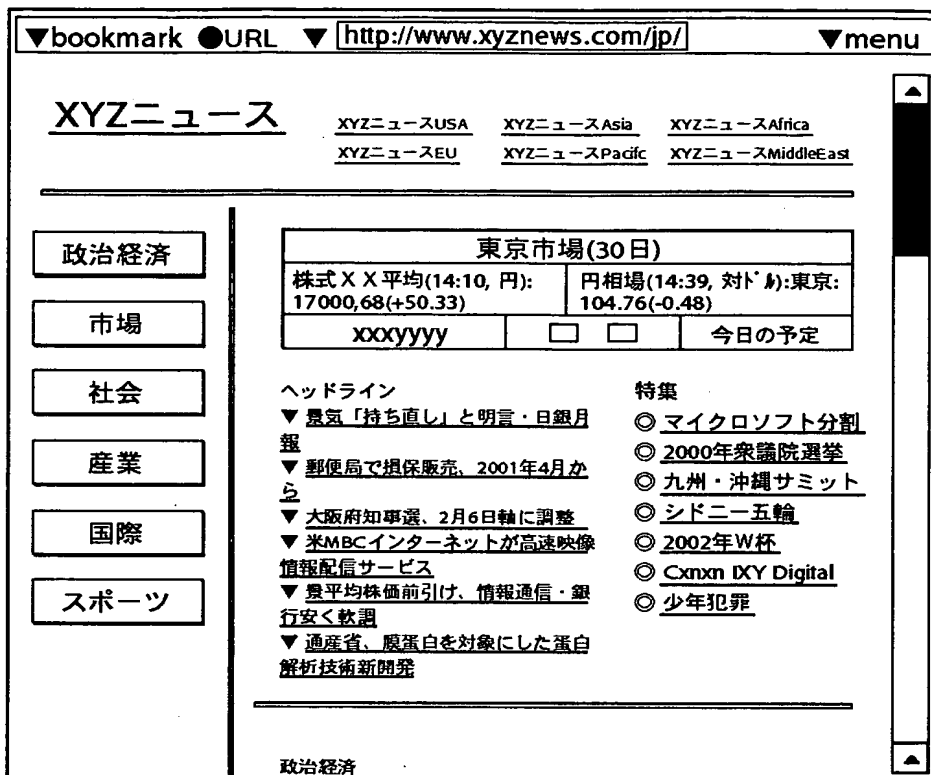 ▼bookmark ●URL ▼ http://www.xyznews.com/jp/ ▼menu
XYZニュース
XYZニュースUSA XYZニュースAsia XYZニュースAfrica
XYZニュースEU XYZニュースPacifc XYZニュースMiddleEast
政治経済
市場
社会
産業
国際
スポーツ
東京市場(30日)
株式XX平均(14:10, 円):
17000,68(+50.33)
円相場(14:39, 対ドル):東京:
104.76(-0.48)
xxxyyyy □ □ 今日の予定
ヘッドライン
▼ 景気「持ち直し」と明言・日銀月
報
▼ 郵便局で損保販売、2001年4月か
ら
▼ 大阪府知事選、2月6日軸に調整
▼ 米MBCインターネットが高速映像
情報配信サービス
▼ 景平均株価前引け、情報通信・銀
行安く軟調
▼ 通産省、膜蛋白を対象にした蛋白
解析技術新開発
特集
◎ マイクロソフト分割
◎ 2000年衆議院選挙
◎ 九州・沖縄サミット
◎ シドニー五輪
◎ 2002年W杯
◎ Cxnxn IXY Digital
◎ 少年犯罪
政治経済